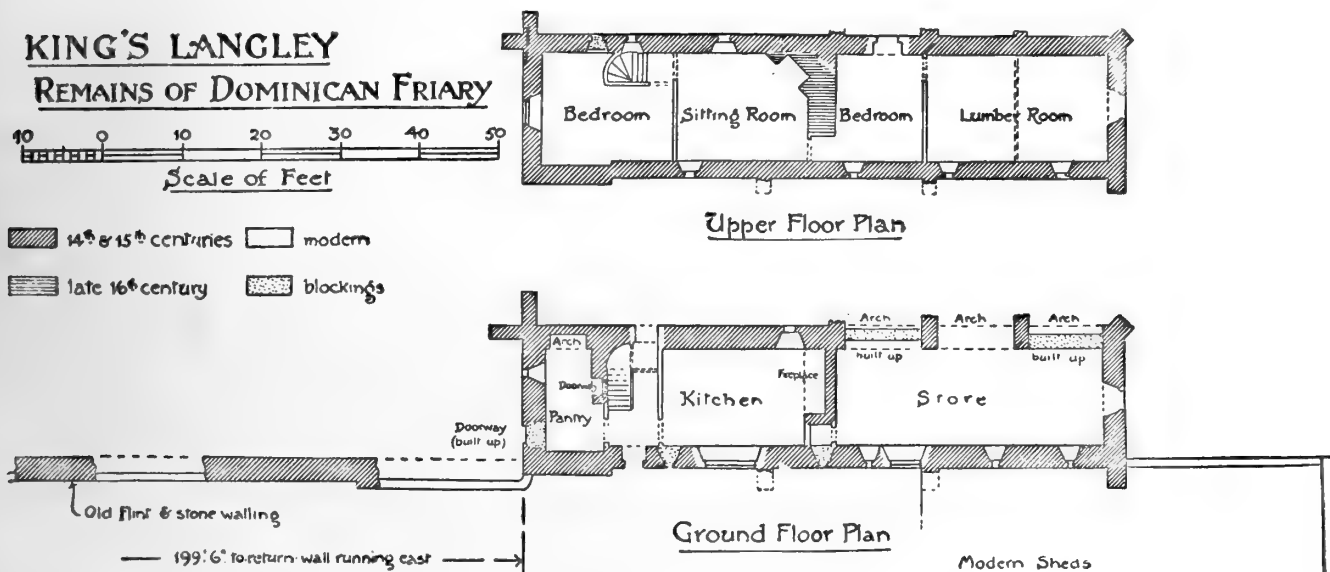 KING'S LANGLEY
REMAINS OF DOMINICAN FRIARY
10 0 10 20 30 40 50
Scale of Feet
14th & 15th centuries modern
late 16th century blockings
Bedroom Sitting Room Bedroom Lumber Room
Upper Floor Plan
Arch Arch Arch
Arch built up built up
Doorway Fireplace
Kitchen Store
Pantry
Doorway
(built up)
Old flint & stone walling
Ground Floor Plan
199'.6" to return wall running east
Modern Sheds